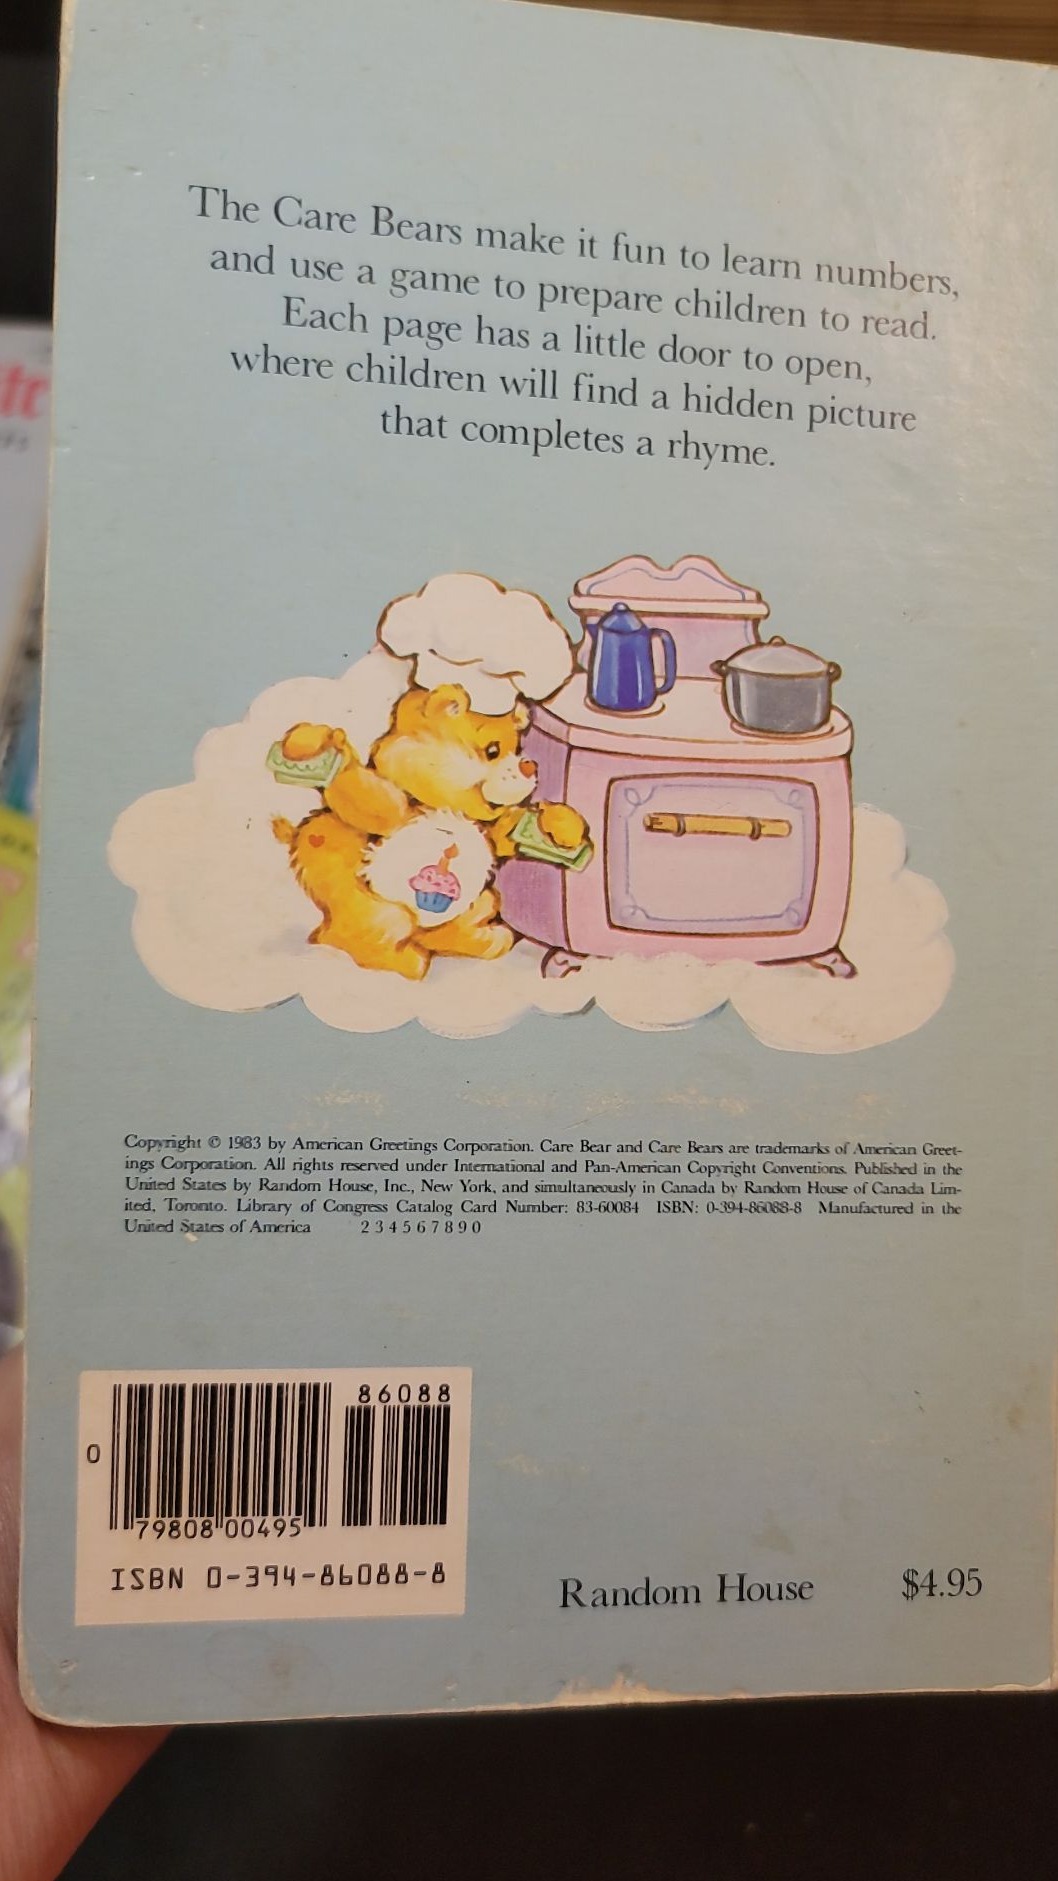 The Care Bears make it fun to learn numbers,
and use a game to prepare children to read.
Each page has a little door to open,
where children will find a hidden picture
that completes a rhyme.
Copyright © 1983 by American Greetings Corporation. Care Bear and Care Bears are trademarks of American Greet-
ings Corporation. All rights reserved under International and Pan-American Copyright Conventions. Published in the
United States by Random House, Inc., New York, and simultaneously in Canada by Random House of Canada Lim-
ited, Toronto. Library of Congress Catalog Card Number: 83-60084 ISBN: 0-394-86088-8 Manufactured in the
United States of America 2 3 4 5 6 7 8 9 0
86088
0
79808 00495
ISBN 0-394-86088-8
Random House $4.95